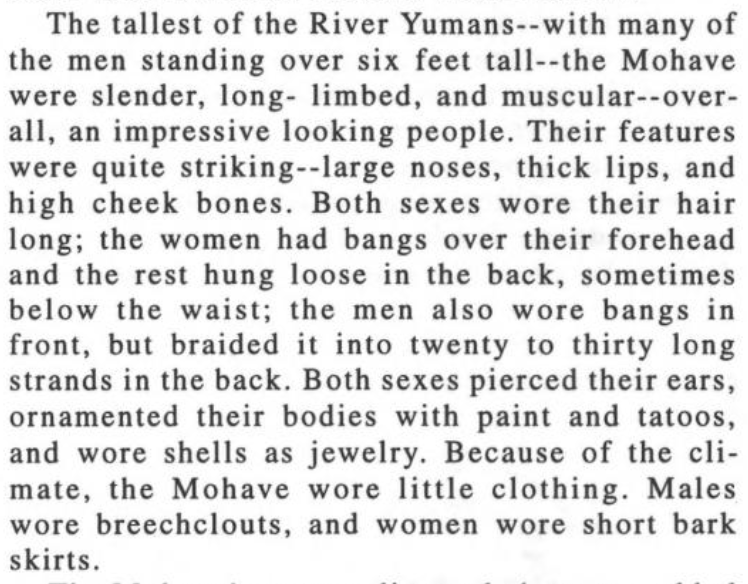 The tallest of the River Yumans--with many of
the men standing over six feet tall--the Mohave
were slender, long- limbed, and muscular--over-
all, an impressive looking people. Their features
were quite striking--large noses, thick lips, and
high cheek bones. Both sexes wore their hair
long; the women had bangs over their forehead
and the rest hung loose in the back, sometimes
below the waist; the men also wore bangs in
front, but braided it into twenty to thirty long
strands in the back. Both sexes pierced their ears,
ornamented their bodies with paint and tatoos,
and wore shells as jewelry. Because of the cli-
mate, the Mohave wore little clothing. Males
wore breechclouts, and women wore short bark
skirts.